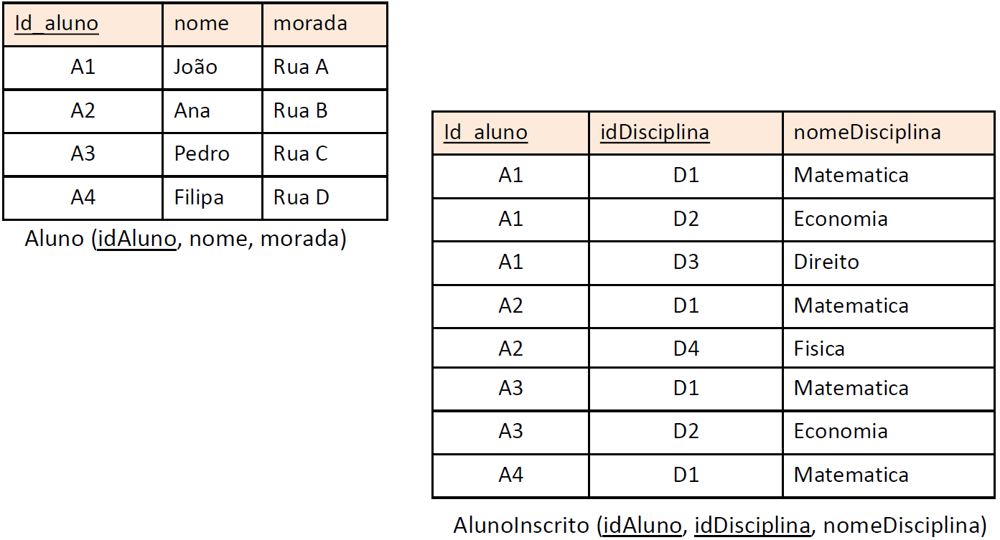 Id_aluno nome morada
A1 João Rua A
A2 Ana Rua B
A3 Pedro Rua C
A4 Filipa Rua D
Aluno (idAluno, nome, morada)
Id_aluno idDisciplina nomeDisciplina
A1 D1 Matematica
A1 D2 Economia
A1 D3 Direito
A2 D1 Matematica
A2 D4 Fisica
A3 D1 Matematica
A3 D2 Economia
A4 D1 Matematica
AlunoInscrito (idAluno, idDisciplina, nomeDisciplina)